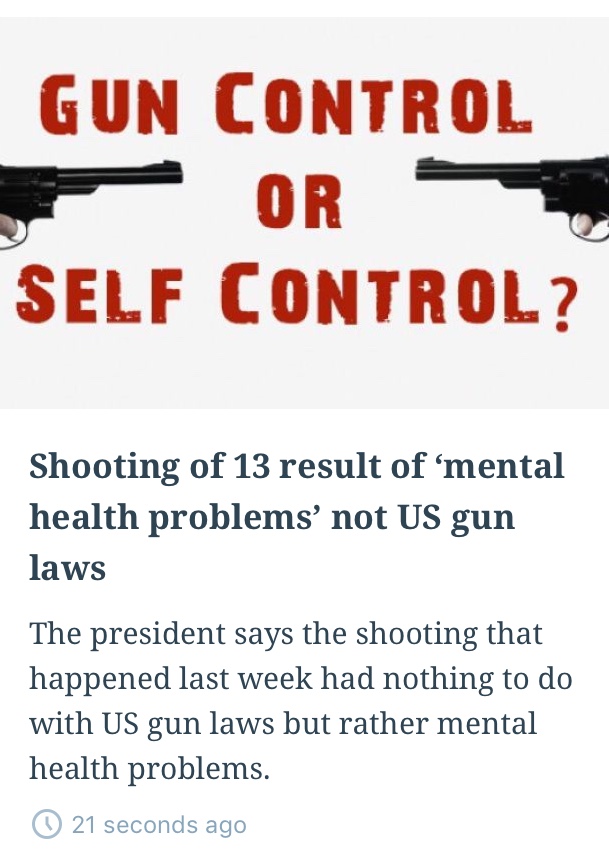 GUN CONTROL
OR
SELF CONTROL?
Shooting of 13 result of ‘mental
health problems’ not US gun
laws
The president says the shooting that
happened last week had nothing to do
with US gun laws but rather mental
health problems.
21 seconds ago